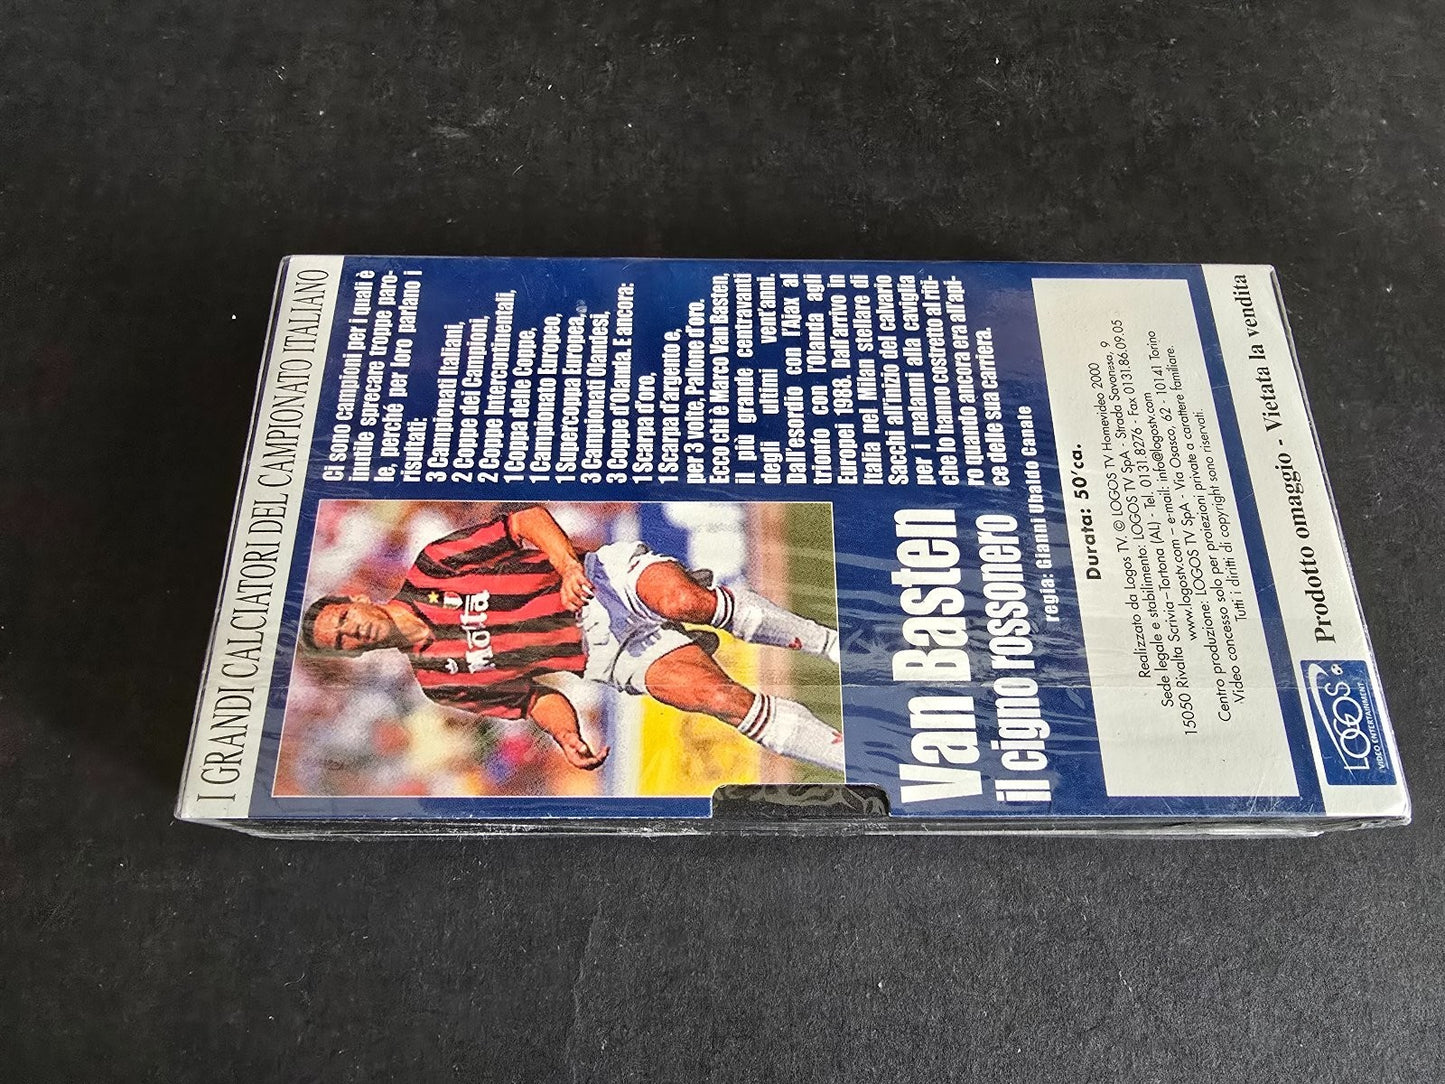 I GRANDI CALCIATORI DEL CAMPIONATO ITALIANO
Ci sono campioni per i quali è
inutile sprecare troppe paro-
le, perché per loro parlano i
risultati:
3 Campionati Italiani,
2 Coppe dei Campioni,
2 Coppe Intercontinentali,
1 Coppa delle Coppe,
1 Campionato Europeo,
1 Supercoppa Europea,
3 Campionati Olandesi,
3 Coppe d'Olanda. E ancora:
1 Scarpa d'oro,
1 Scarpa d'argento e,
per 3 volte, Pallone d'oro.
Ecco chi è Marco Van Basten,
il più grande centravanti
degli ultimi vent'anni.
Dall'esordio con l'Ajax al
trionfo con l'Olanda agli
Europei 1988. Dall'arrivo in
Italia nel Milan stellare di
Sacchi all'inizio del calvario
per i malanni alla caviglia
che lo hanno costretto al riti-
ro quando ancora era all'api-
ce della sua carriera.
Motta
Van Basten
il cigno rossonero
regia: Gianni Ubaldo Canale
Durata: 50' ca.
Realizzato da Logos TV. © LOGOS TV Homevideo 2000
Sede legale e stabilimento: LOGOS TV SpA - Strada Savonesa, 9
15050 Rivalta Scrivia – Tortona (AL) - Tel. 0131.8276 - Fax 0131.86.09.05
www.logostv.com – e-mail: info@logostv.com
Centro produzione: LOGOS TV SpA - Via Osasco, 62 - 10141 Torino
Video concesso solo per proiezioni private a carattere familiare.
Tutti i diritti di copyright sono riservati.
Prodotto omaggio - Vietata la vendita
LOGOS
VIDEO ENTERTAINMENT